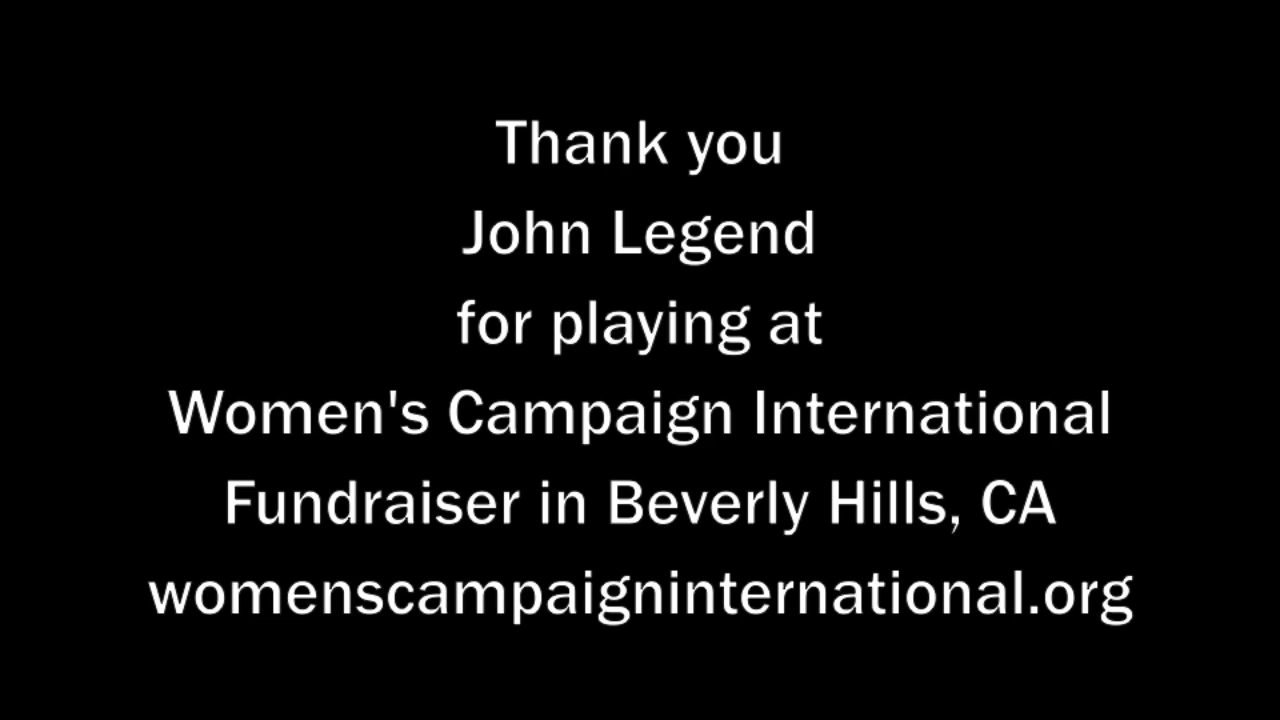 Thank you
John Legend
for playing at
Women's Campaign International
Fundraiser in Beverly Hills, CA
womenscampaigninternational.org